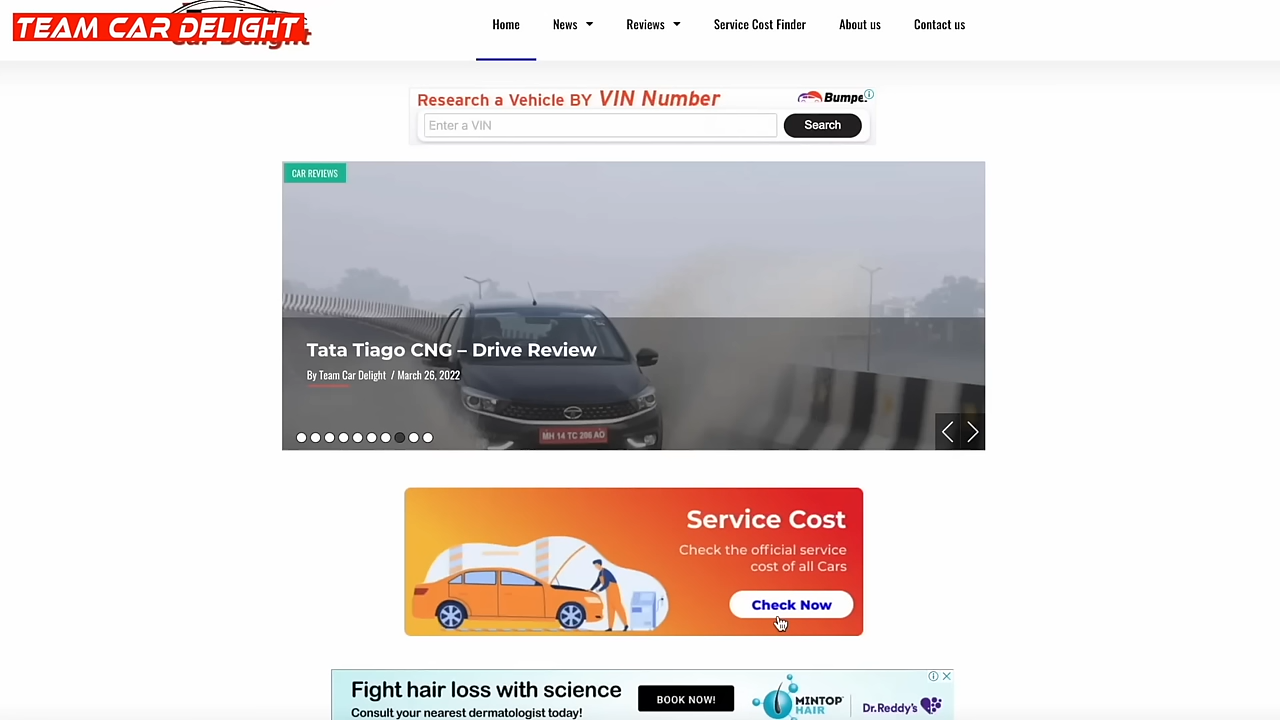 TEAM CAR DELIGHT
Car Delight
Home
News
Reviews
Service Cost Finder
About us
Contact us
Research a Vehicle BY VIN Number
Bumper
Enter a VIN
Search
CAR REVIEWS
Tata Tiago CNG – Drive Review
By Team Car Delight / March 26, 2022
MH 14 TC 286 AO
Service Cost
Check the official service
cost of all Cars
Check Now
Fight hair loss with science
Consult your nearest dermatologist today!
BOOK NOW!
MINTOP
HAIR
Dr.Reddy's